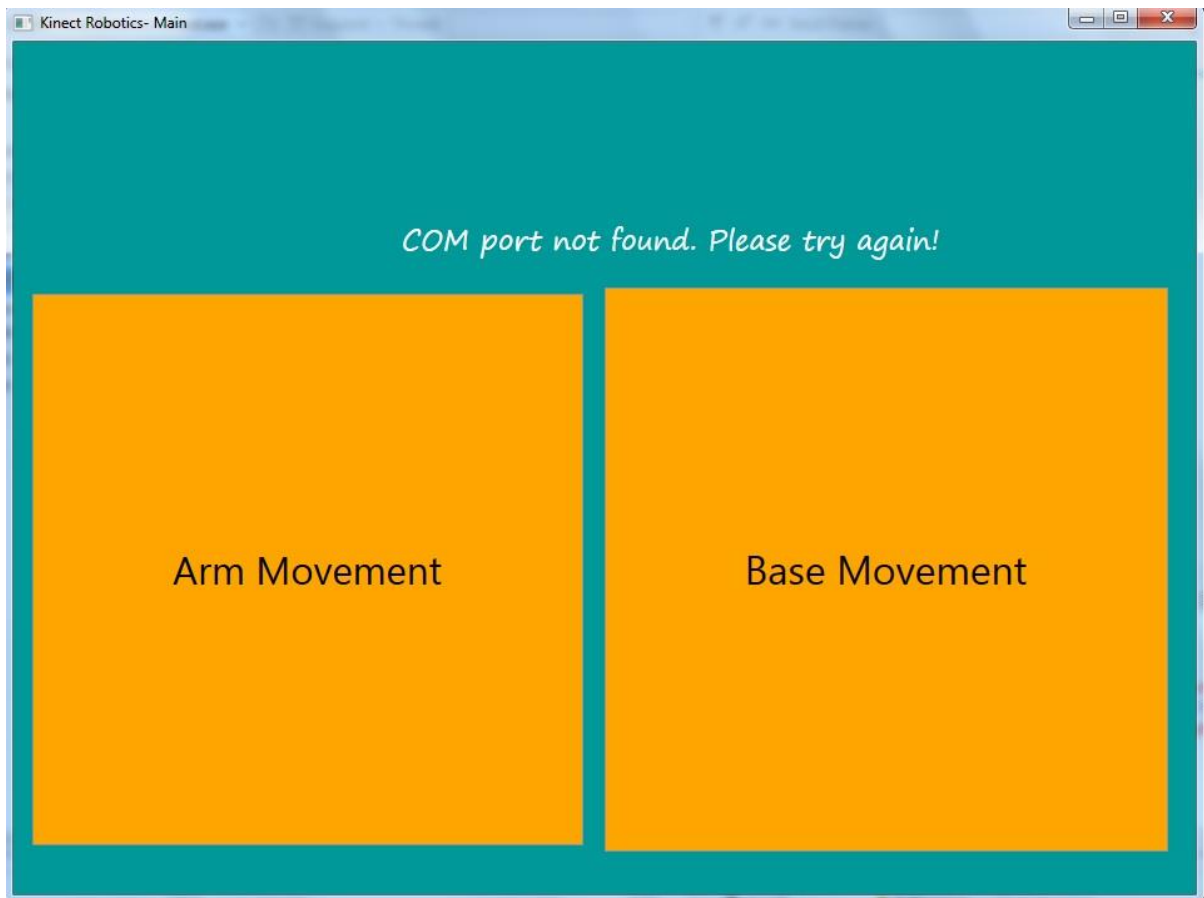 Kinect Robotics- Main
COM port not found. Please try again!
Arm Movement
Base Movement